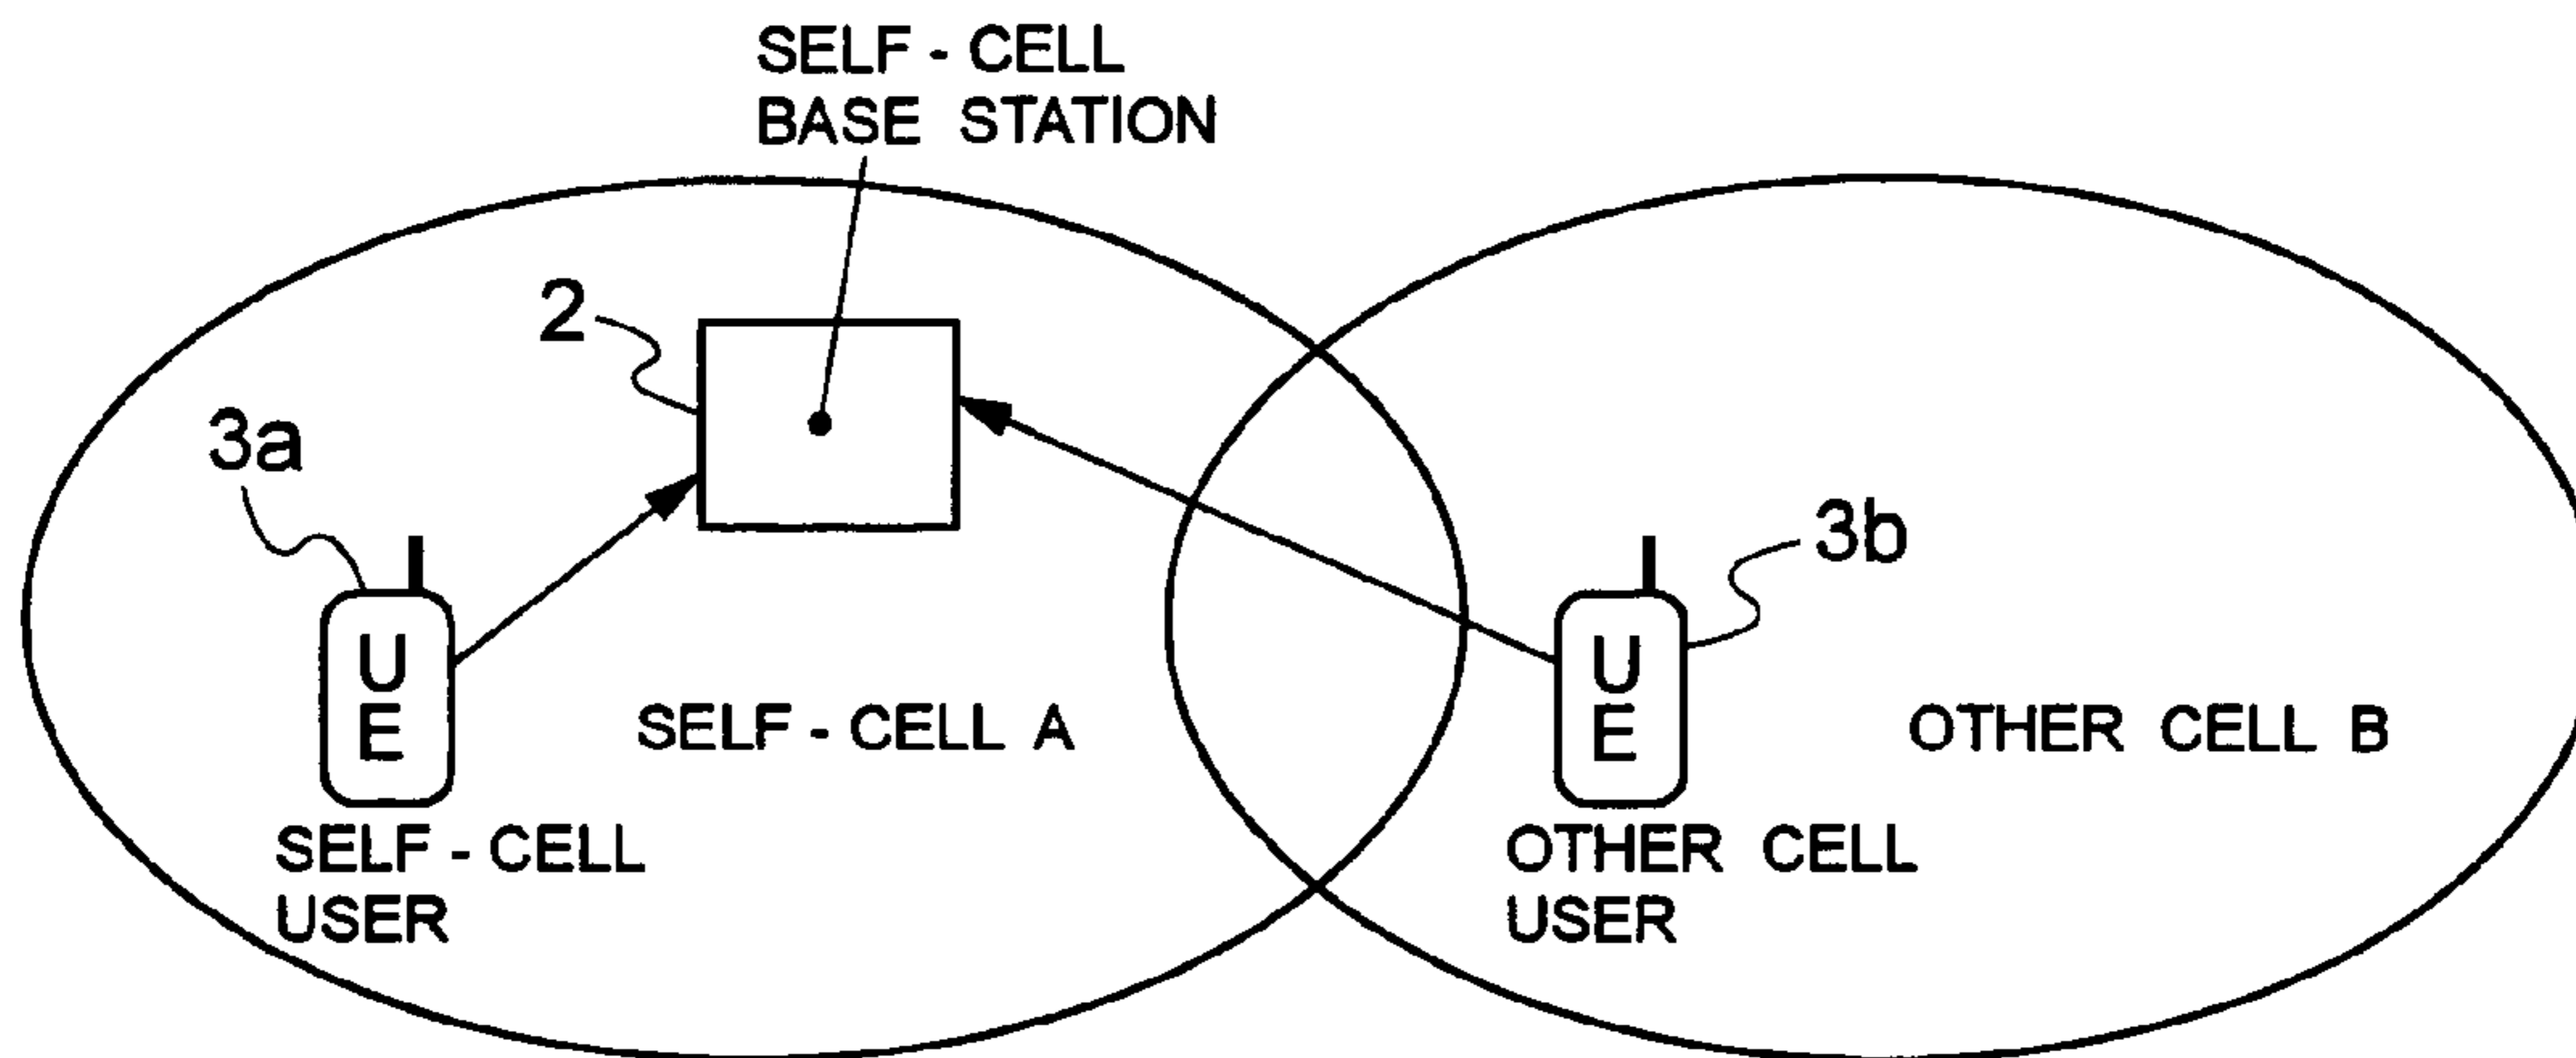 SELF - CELL
BASE STATION
2
3a
3b
U
E
U
E
SELF - CELL A
OTHER CELL B
SELF - CELL
USER
OTHER CELL
USER